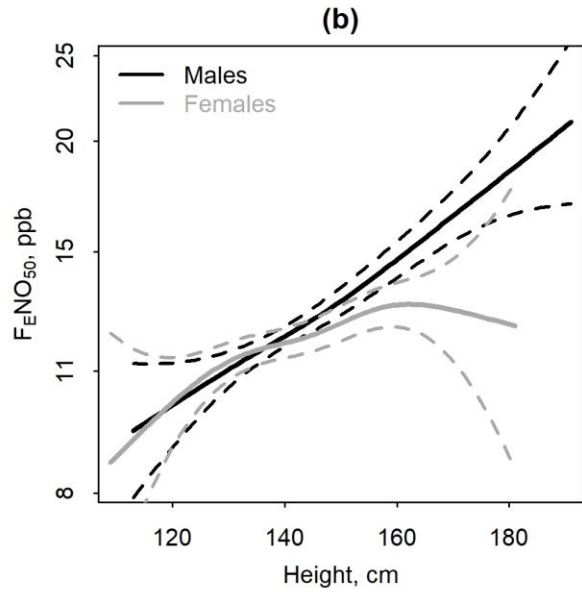 (b)
Males
Females
25
20
15
11
8
FENO50, ppb
120 140 160 180
Height, cm